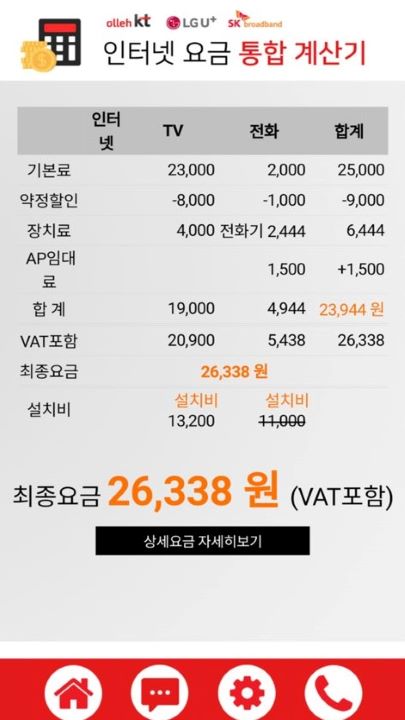 olleh kt LG U+ SK broadband
인터넷 요금 통합 계산기
인터넷 TV 전화 합계
기본료 23,000 2,000 25,000
약정할인 -8,000 -1,000 -9,000
장치료 4,000 전화기 2,444 6,444
AP임대료 1,500 +1,500
합 계 19,000 4,944 23,944 원
VAT포함 20,900 5,438 26,338
최종요금 26,338 원
설치비 설치비 설치비
13,200 11,000
최종요금 26,338 원 (VAT포함)
상세요금 자세히보기